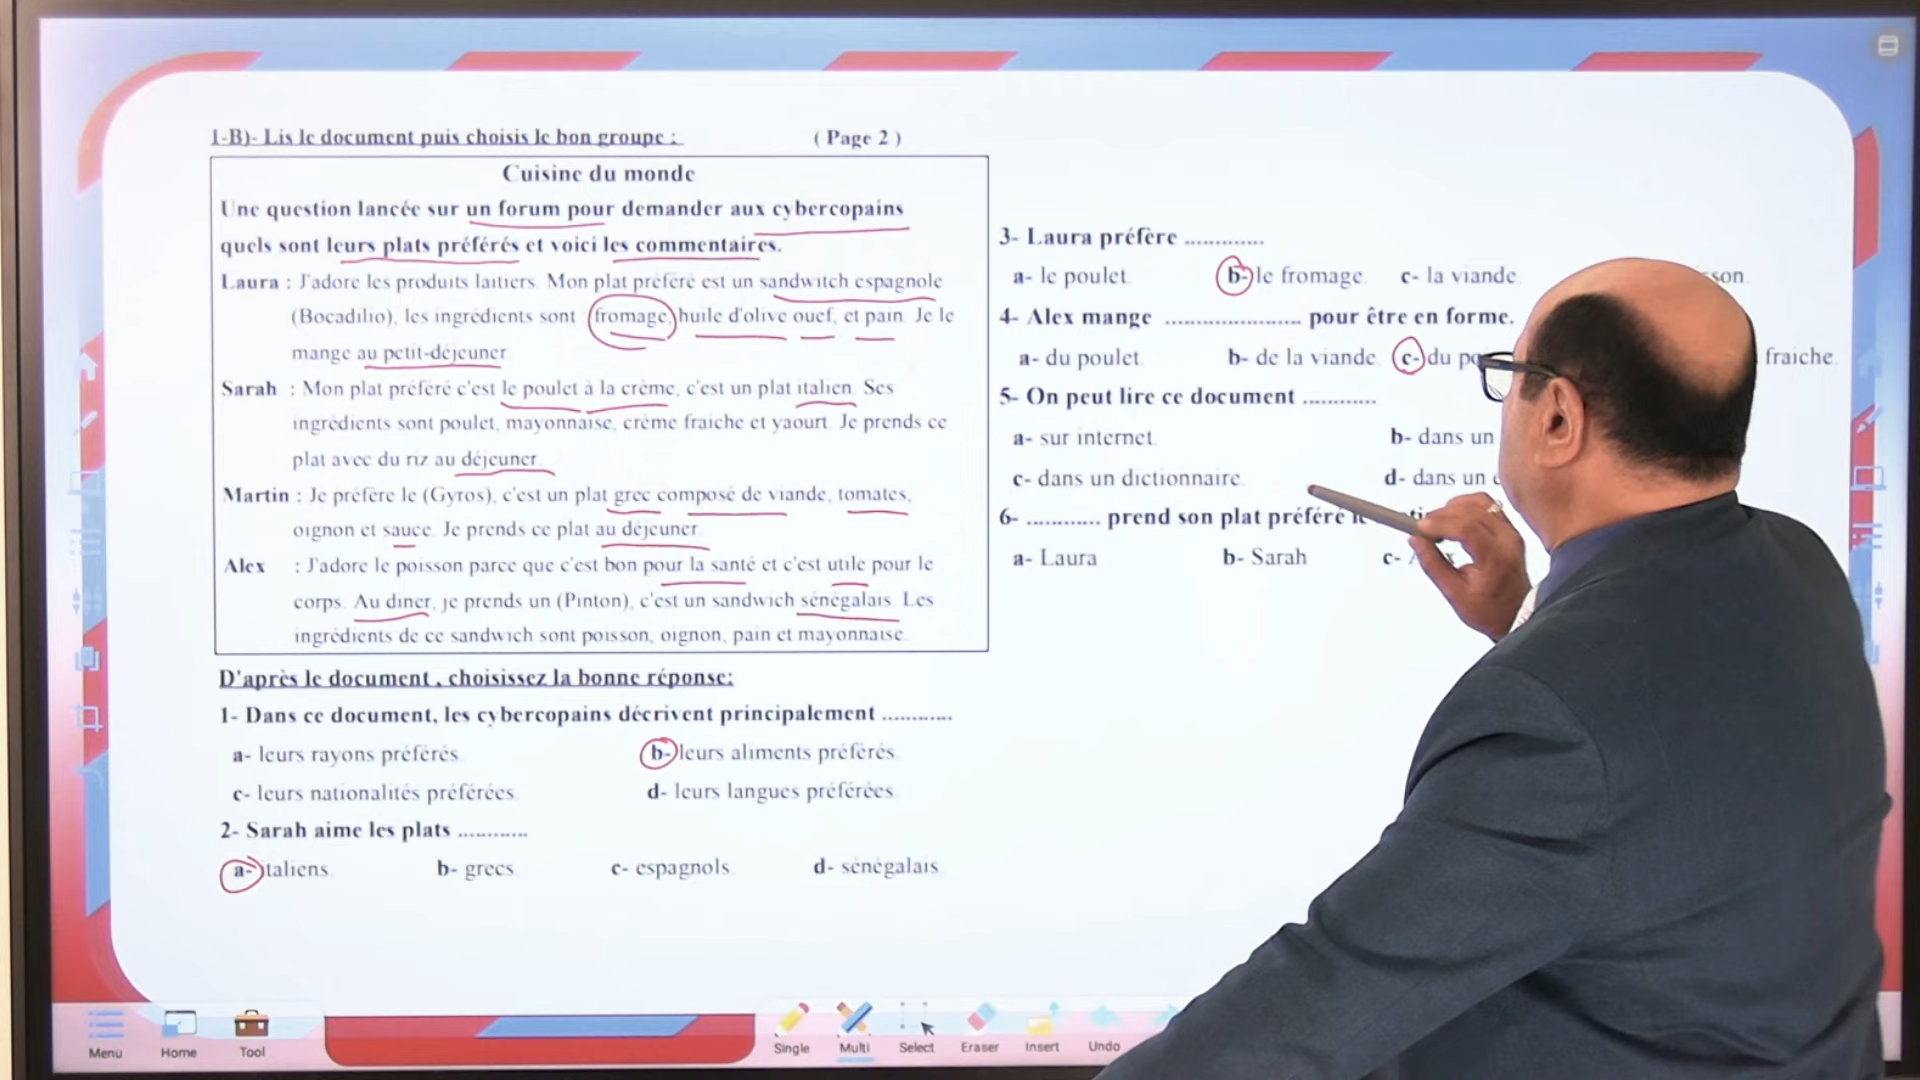 1-B)- Lis le document puis choisis le bon groupe : ( Page 2 )
Cuisine du monde
Une question lancée sur un forum pour demander aux cybercopains
quels sont leurs plats préférés et voici les commentaires.
Laura : J'adore les produits laitiers. Mon plat préféré est un sandwitch espagnole
(Bocadilio), les ingrédients sont fromage, huile d'olive ouef, et pain. Je le
mange au petit-déjeuner.
Sarah : Mon plat préféré c'est le poulet à la crème, c'est un plat italien. Ses
ingrédients sont poulet, mayonnaise, crème fraiche et yaourt. Je prends ce
plat avec du riz au déjeuner.
Martin : Je préfère le (Gyros), c'est un plat grec composé de viande, tomates,
oignon et sauce. Je prends ce plat au déjeuner.
Alex : J'adore le poisson parce que c'est bon pour la santé et c'est utile pour le
corps. Au diner, je prends un (Pinton), c'est un sandwich sénégalais. Les
ingrédients de ce sandwich sont poisson, oignon, pain et mayonnaise.
D'après le document, choisissez la bonne réponse:
1- Dans ce document, les cybercopains décrivent principalement ............
a- leurs rayons préférés. b- leurs aliments préférés.
c- leurs nationalités préférées. d- leurs langues préférées.
2- Sarah aime les plats ............
a- italiens. b- grecs. c- espagnols. d- sénégalais.
3- Laura préfère .............
a- le poulet. b- le fromage. c- la viande.
4- Alex mange ...................... pour être en forme.
a- du poulet. b- de la viande. c- du fraiche.
5- On peut lire ce document ............
a- sur internet. b- dans un
c- dans un dictionnaire. d- dans un
6- ............ prend son plat préféré
a- Laura b- Sarah c-
Menu Home Tool Single Multi Select Eraser Insert Undo